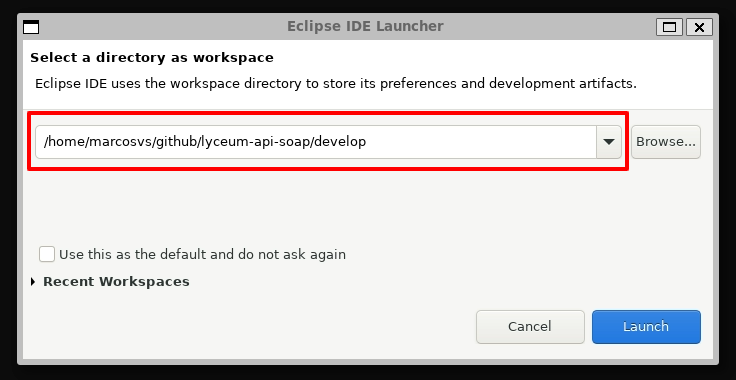 Eclipse IDE Launcher
Select a directory as workspace
Eclipse IDE uses the workspace directory to store its preferences and development artifacts.
/home/marcosvs/github/lyceum-api-soap/develop
Browse...
Use this as the default and do not ask again
Recent Workspaces
Cancel
Launch